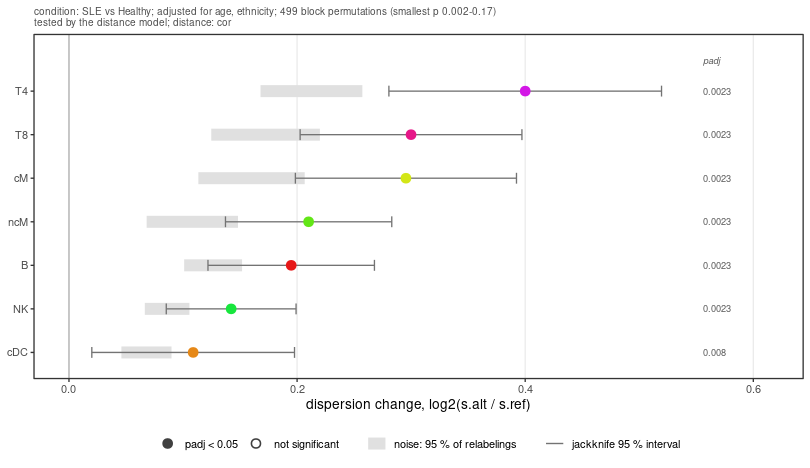 condition: SLE vs Healthy; adjusted for age, ethnicity; 499 block permutations (smallest p 0.002-0.17)
tested by the distance model; distance: cor
padj
T4 0.0023
T8 0.0023
cM 0.0023
ncM 0.0023
B 0.0023
NK 0.0023
cDC 0.008
0.0 0.2 0.4 0.6
dispersion change, log2(s.alt / s.ref)
padj < 0.05 not significant noise: 95 % of relabelings jackknife 95 % interval